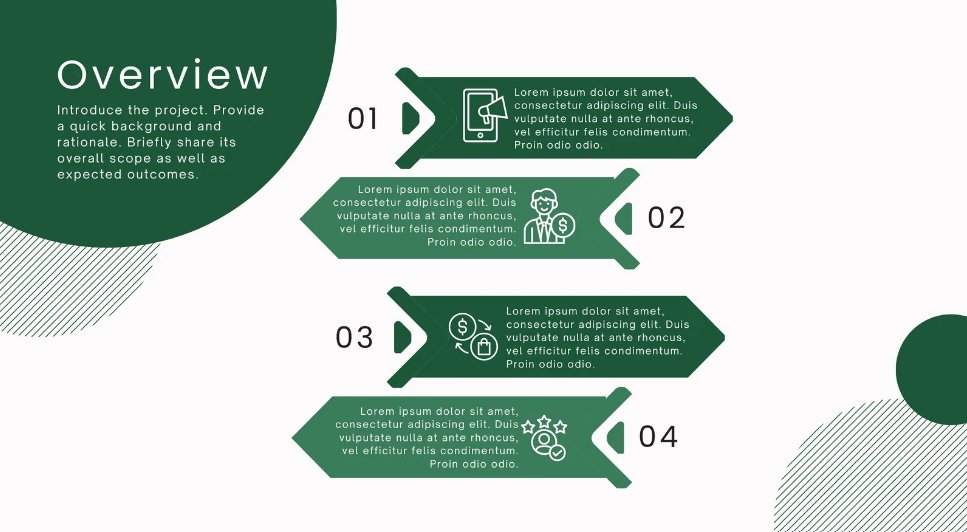 Overview
Introduce the project. Provide
a quick background and
rationale. Briefly share its
overall scope as well as
expected outcomes.
01
Lorem ipsum dolor sit amet,
consectetur adipiscing elit. Duis
vulputate nulla at ante rhoncus,
vel efficitur felis condimentum.
Proin odio odio.
Lorem ipsum dolor sit amet,
consectetur adipiscing elit. Duis
vulputate nulla at ante rhoncus,
vel efficitur felis condimentum.
Proin odio odio.
$
02
03
$
Lorem ipsum dolor sit amet,
consectetur adipiscing elit. Duis
vulputate nulla at ante rhoncus,
vel efficitur felis condimentum.
Proin odio odio.
Lorem ipsum dolor sit amet,
consectetur adipiscing elit. Duis
vulputate nulla at ante rhoncus,
vel efficitur felis condimentum.
Proin odio odio.
04